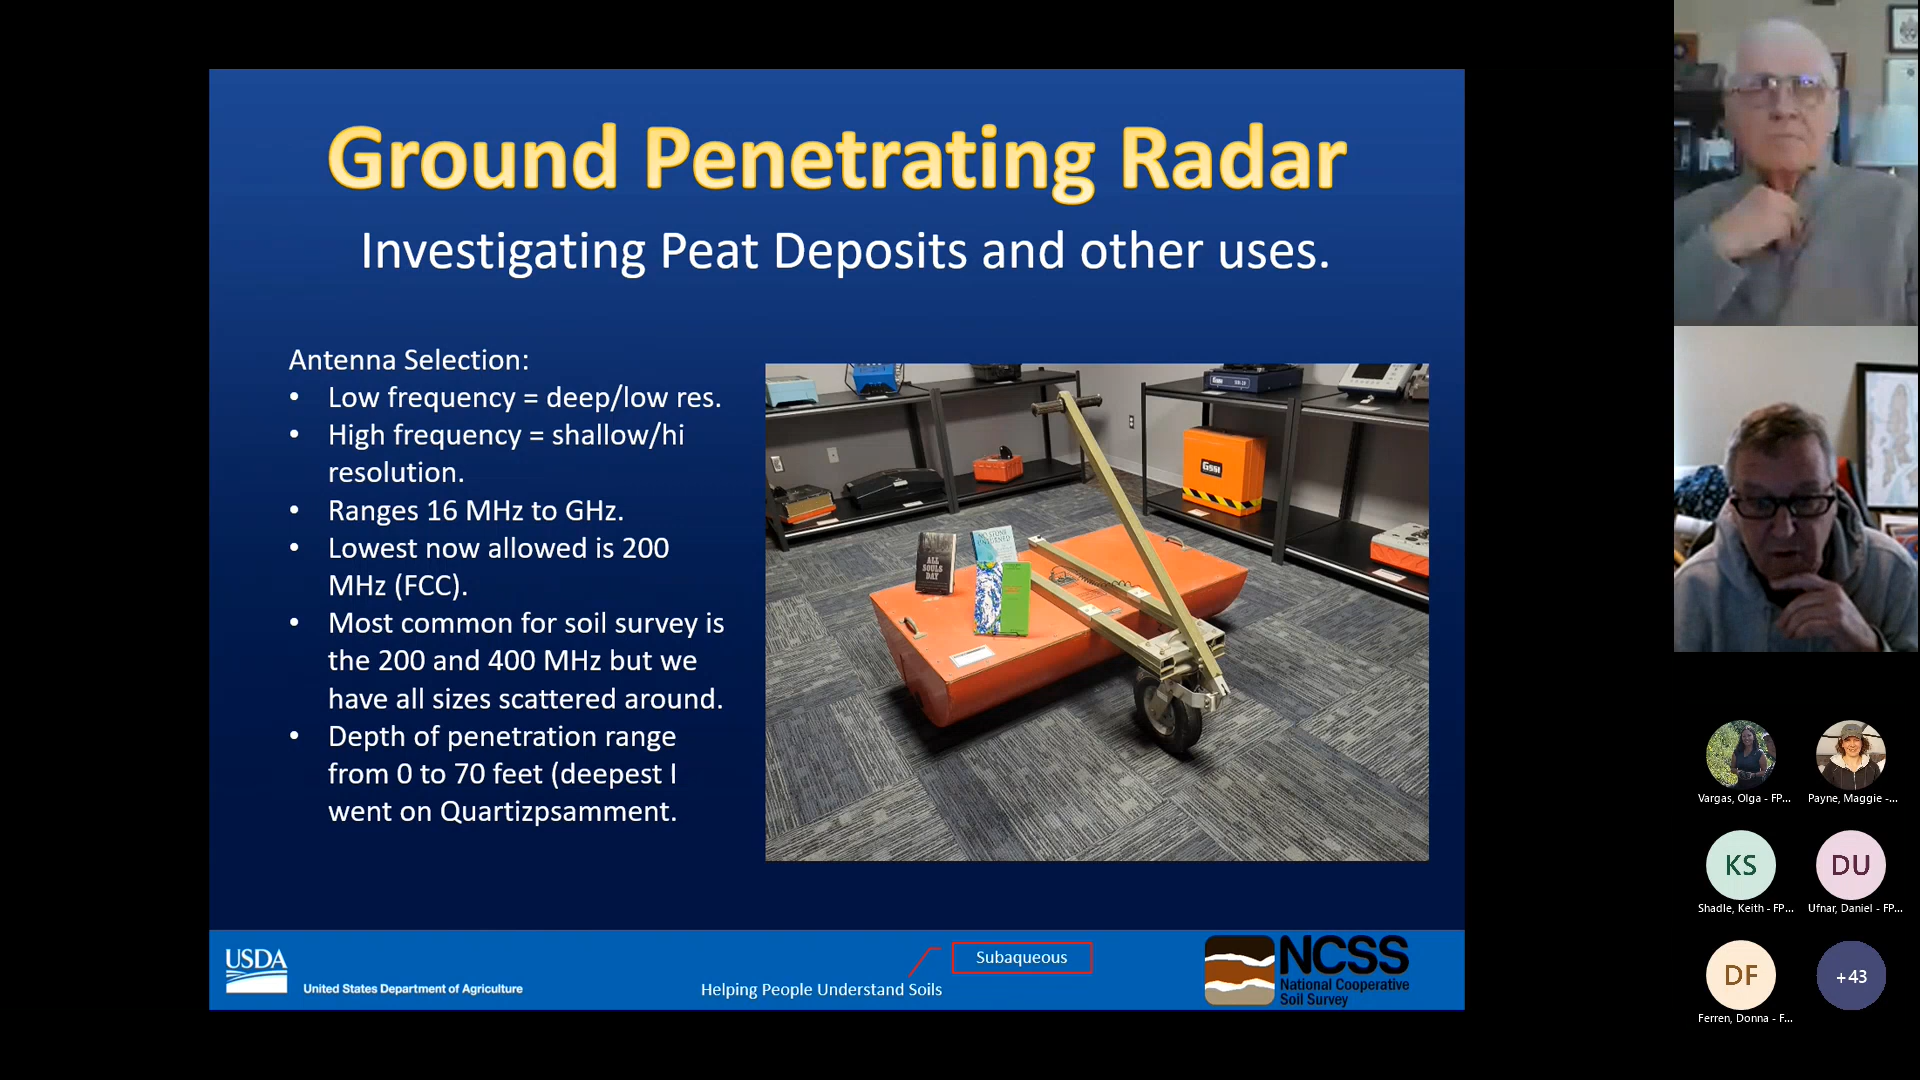 Ground Penetrating Radar
Investigating Peat Deposits and other uses.
Antenna Selection:
• Low frequency = deep/low res.
• High frequency = shallow/hi
resolution.
• Ranges 16 MHz to GHz.
• Lowest now allowed is 200
MHz (FCC).
• Most common for soil survey is
the 200 and 400 MHz but we
have all sizes scattered around.
• Depth of penetration range
from 0 to 70 feet (deepest I
went on Quartizpsamment.
GSSI
ALL
SOULS
DAY
USDA
United States Department of Agriculture
Subaqueous
Helping People Understand Soils
NCSS
National Cooperative
Soil Survey
Vargas, Olga - FP...
Payne, Maggie -...
KS
DU
Shadle, Keith - FP...
Ufnar, Daniel - FP...
DF
+43
Ferren, Donna - F...